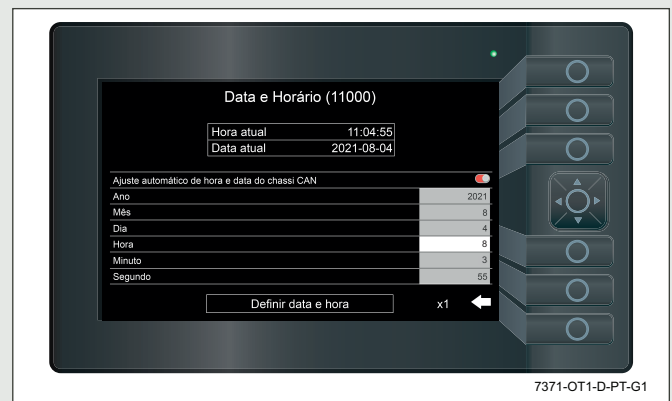 Data e Horário (11000)
Hora atual 11:04:55
Data atual 2021-08-04
Ajuste automático de hora e data do chassi CAN
Ano 2021
Mês 8
Dia 4
Hora 8
Minuto 3
Segundo 55
Definir data e hora x1
7371-OT1-D-PT-G1